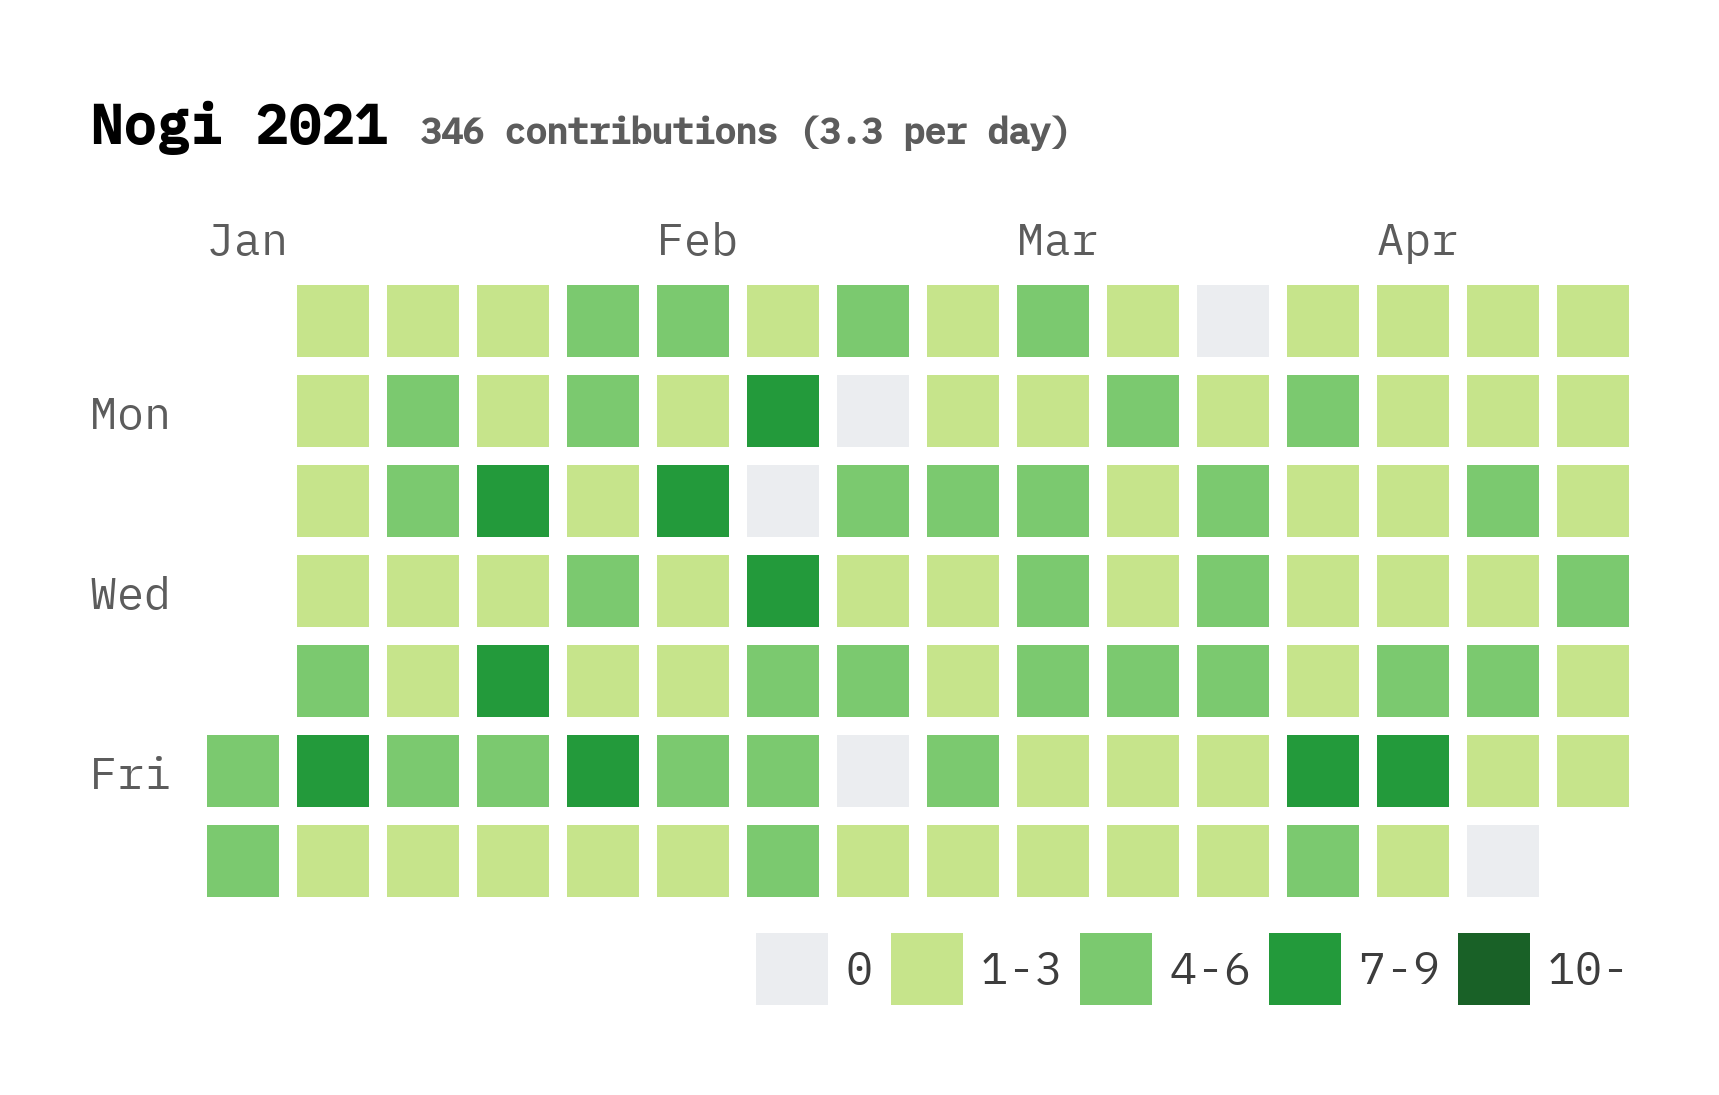 Nogi 2021 346 contributions (3.3 per day)
Jan Feb Mar Apr
Mon
Wed
Fri
0 1-3 4-6 7-9 10-